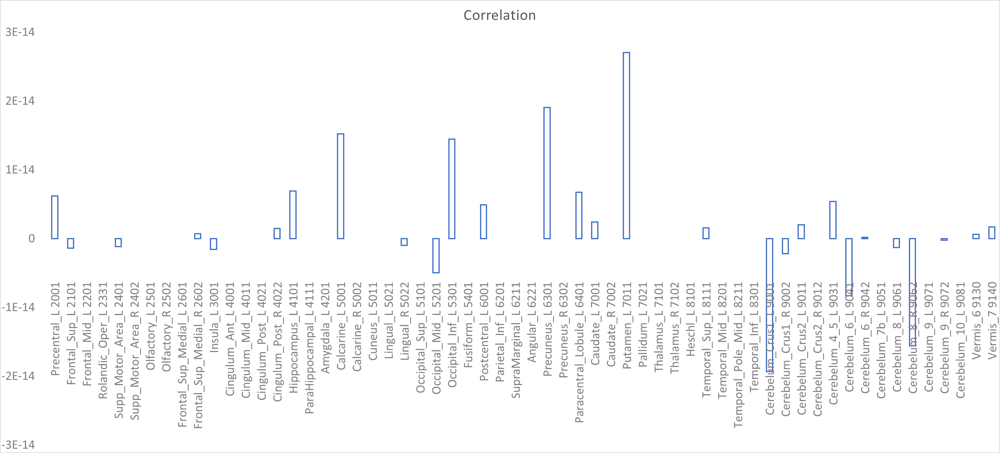 Correlation
3E-14
2E-14
1E-14
0
-1E-14
-2E-14
-3E-14
Precentral_L 2001
Frontal_Sup_L 2101
Frontal_Mid_L 2201
Rolandic_Oper_L 2331
Supp_Motor_Area_L 2401
Supp_Motor_Area_R 2402
Olfactory_L 2501
Olfactory_R 2502
Frontal_Sup_Medial_L 2601
Frontal_Sup_Medial_R 2602
Insula_L 3001
Cingulum_Ant_L 4001
Cingulum_Mid_L 4011
Cingulum_Post_L 4021
Cingulum_Post_R 4022
Hippocampus_L 4101
ParaHippocampal_L 4111
Amygdala_L 4201
Calcarine_L 5001
Calcarine_R 5002
Cuneus_L 5011
Lingual_L 5021
Lingual_R 5022
Occipital_Sup_L 5101
Occipital_Mid_L 5201
Occipital_Inf_L 5301
Fusiform_L 5401
Postcentral_L 6001
Parietal_Inf_L 6201
SupraMarginal_L 6211
Angular_L 6221
Precuneus_L 6301
Precuneus_R 6302
Paracentral_Lobule_L 6401
Caudate_L 7001
Caudate_R 7002
Putamen_L 7011
Pallidum_L 7021
Thalamus_L 7101
Thalamus_R 7102
Heschl_L 8101
Temporal_Sup_L 8111
Temporal_Mid_L 8201
Temporal_Pole_Mid_L 8211
Temporal_Inf_L 8301
Cerebelum_Crus1_L 9001
Cerebelum_Crus1_R 9002
Cerebelum_Crus2_L 9011
Cerebelum_Crus2_R 9012
Cerebelum_4_5_L 9031
Cerebelum_6_L 9041
Cerebelum_6_R 9042
Cerebelum_7b_L 9051
Cerebelum_8_L 9061
Cerebelum_8_R 9062
Cerebelum_9_L 9071
Cerebelum_9_R 9072
Cerebelum_10_L 9081
Vermis_6 9130
Vermis_7 9140